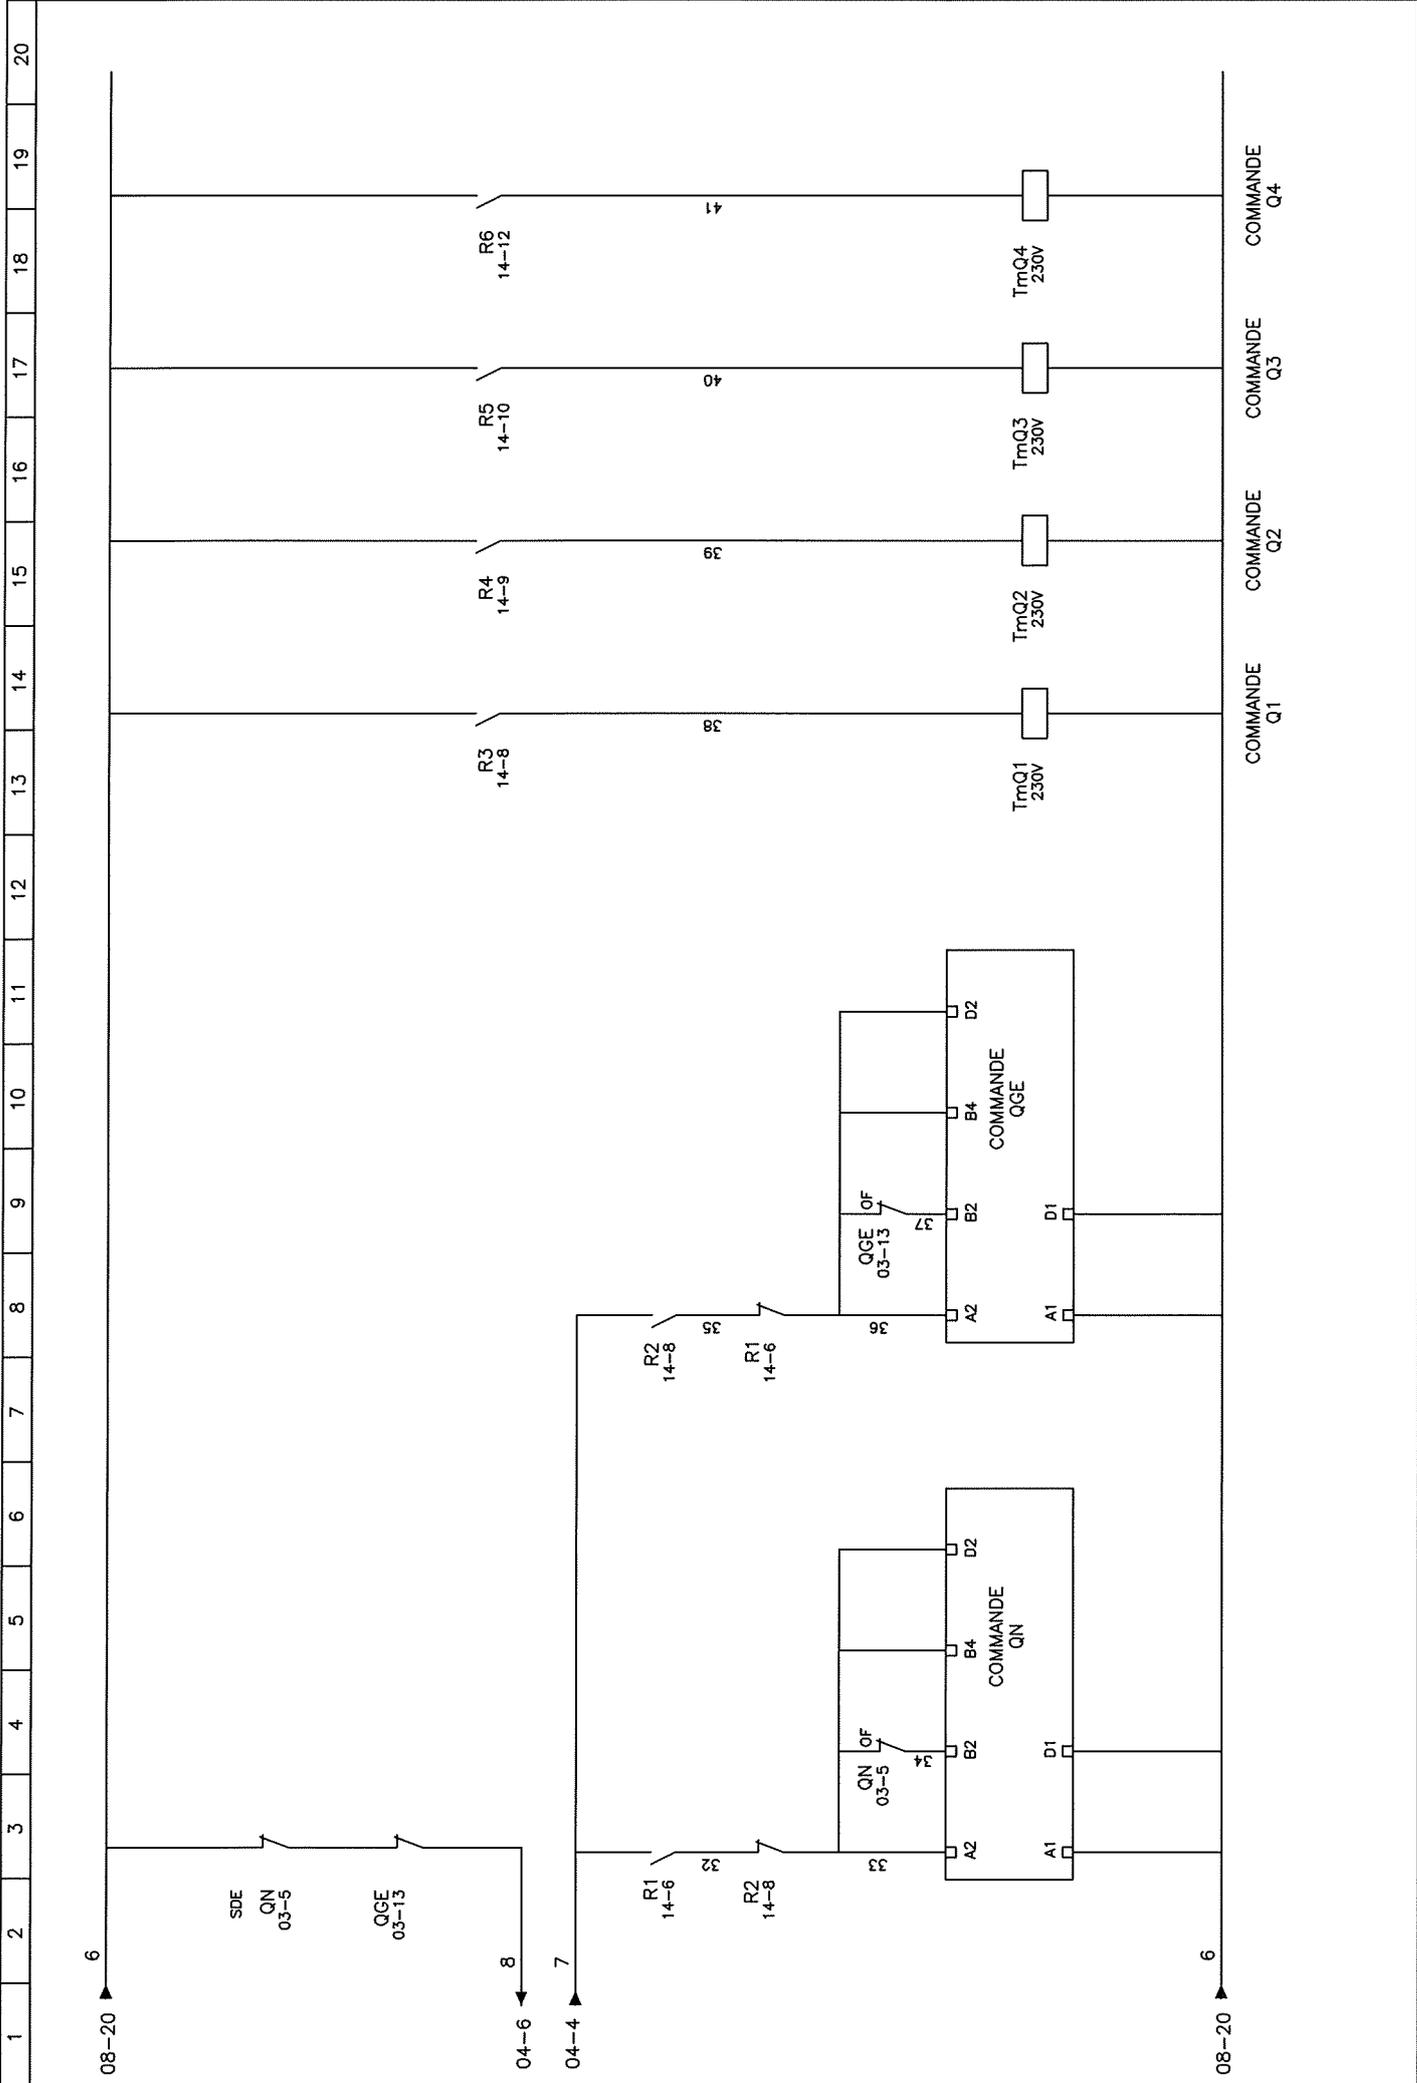 1
2
3
4
5
6
7
8
9
10
11
12
13
14
15
16
17
18
19
20
08-20
6
SDE
QN
03-5
QGE
03-13
04-6
8
04-4
7
R1
14-6
32
R2
14-8
33
QN
03-5
OF
34
A2
B2
B4
D2
COMMANDE
QN
A1
D1
R2
14-8
35
R1
14-6
36
QGE
03-13
OF
37
A2
B2
B4
D2
COMMANDE
QGE
A1
D1
R3
14-8
38
TmQ1
230V
COMMANDE
Q1
R4
14-9
39
TmQ2
230V
COMMANDE
Q2
R5
14-10
40
TmQ3
230V
COMMANDE
Q3
R6
14-12
41
TmQ4
230V
COMMANDE
Q4
08-20
6